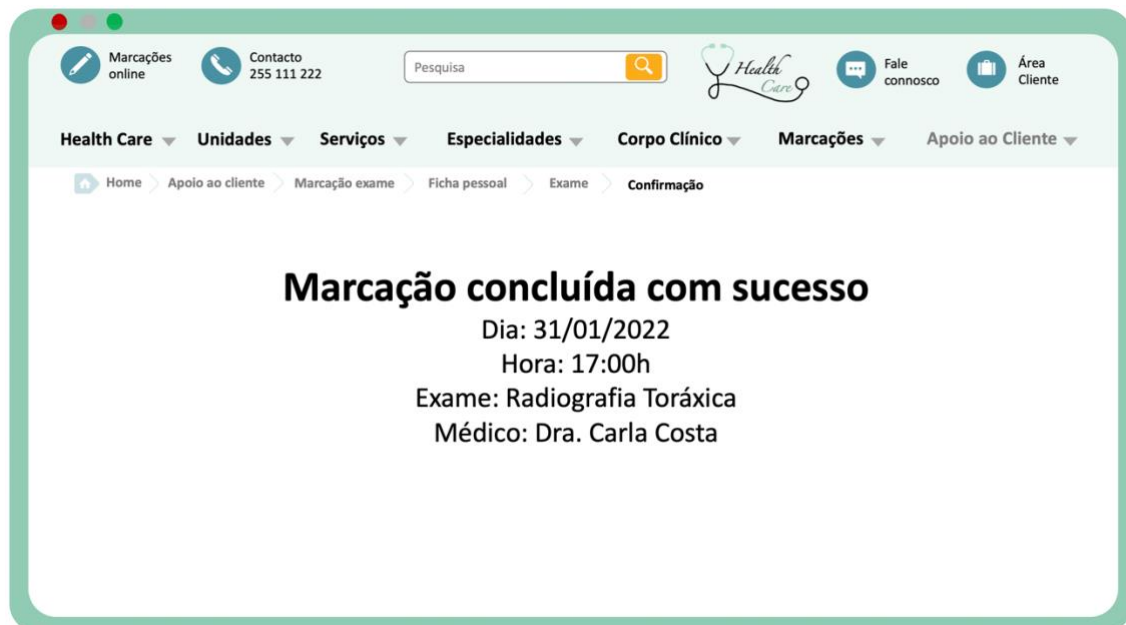 Marcações
online
Contacto
255 111 222
Pesquisa
Health
Care
Fale
connosco
Área
Cliente
Health Care Unidades Serviços Especialidades Corpo Clínico Marcações Apoio ao Cliente
Home Apoio ao cliente Marcação exame Ficha pessoal Exame Confirmação
Marcação concluída com sucesso
Dia: 31/01/2022
Hora: 17:00h
Exame: Radiografia Toráxica
Médico: Dra. Carla Costa